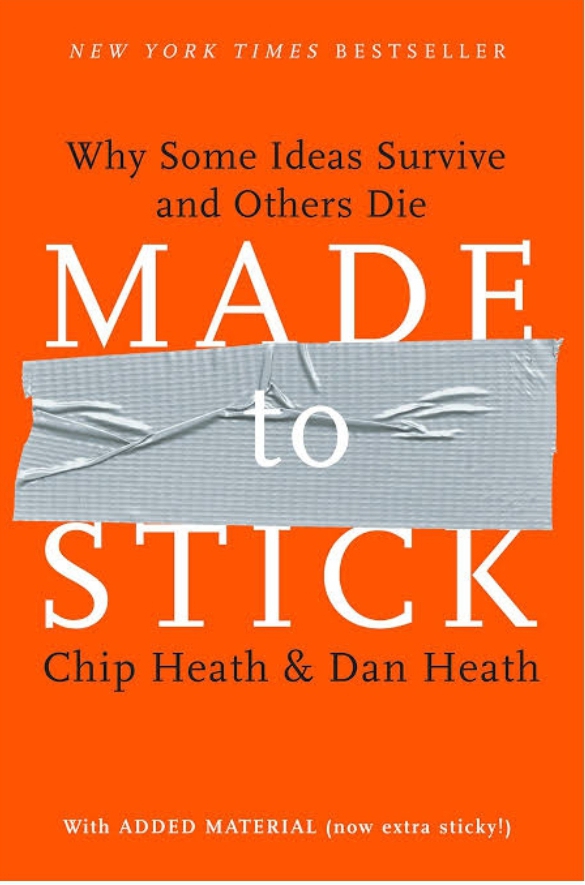 NEW YORK TIMES BESTSELLER
Why Some Ideas Survive
and Others Die
MADE
to
STICK
Chip Heath & Dan Heath
With ADDED MATERIAL (now extra sticky!)